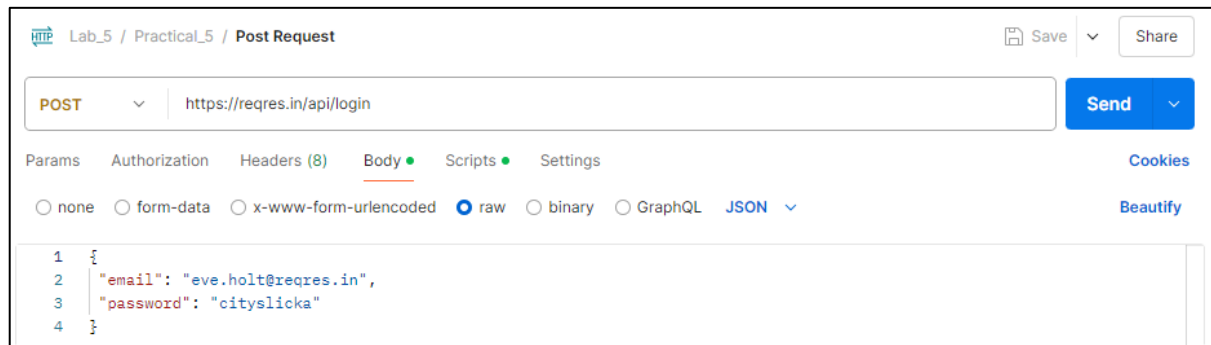 HTTP Lab_5 / Practical_5 / Post Request Save Share
POST https://reqres.in/api/login Send
Params Authorization Headers (8) Body Scripts Settings Cookies
none form-data x-www-form-urlencoded raw binary GraphQL JSON Beautify
1 {
2 "email": "eve.holt@reqres.in",
3 "password": "cityslicka"
4 }